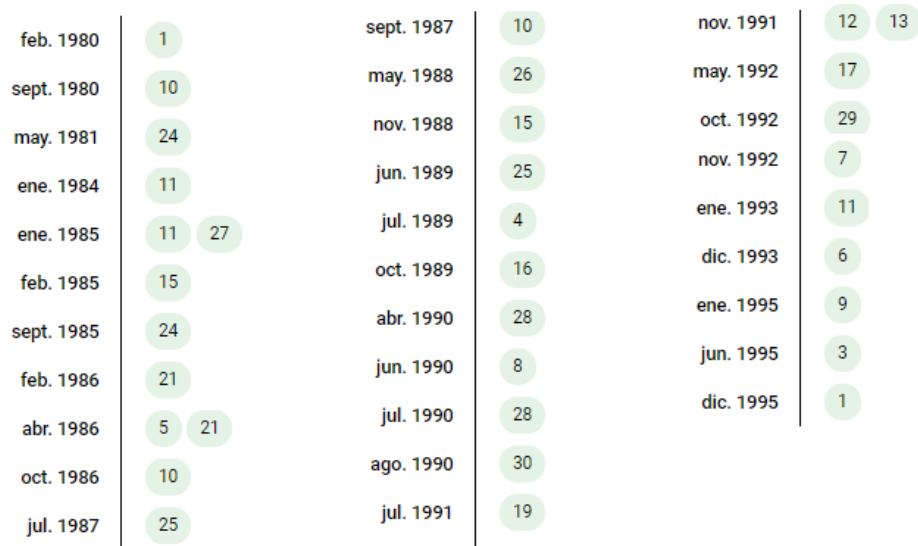 feb. 1980 1
sept. 1980 10
may. 1981 24
ene. 1984 11
ene. 1985 11 27
feb. 1985 15
sept. 1985 24
feb. 1986 21
abr. 1986 5 21
oct. 1986 10
jul. 1987 25
sept. 1987 10
may. 1988 26
nov. 1988 15
jun. 1989 25
jul. 1989 4
oct. 1989 16
abr. 1990 28
jun. 1990 8
jul. 1990 28
ago. 1990 30
jul. 1991 19
nov. 1991 12 13
may. 1992 17
oct. 1992 29
nov. 1992 7
ene. 1993 11
dic. 1993 6
ene. 1995 9
jun. 1995 3
dic. 1995 1